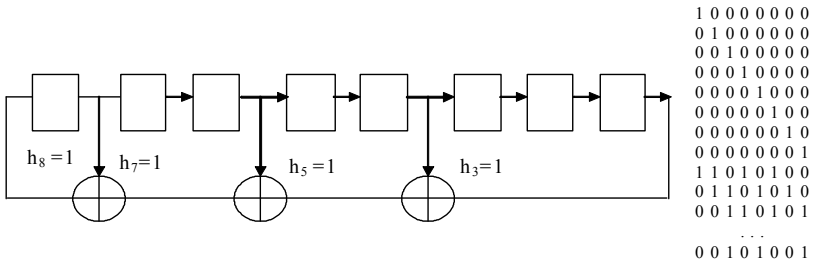 h₈ =1
h₇=1
h₅ =1
h₃=1
1 0 0 0 0 0 0 0
0 1 0 0 0 0 0 0
0 0 1 0 0 0 0 0
0 0 0 1 0 0 0 0
0 0 0 0 1 0 0 0
0 0 0 0 0 1 0 0
0 0 0 0 0 0 1 0
0 0 0 0 0 0 0 1
1 1 0 1 0 1 0 0
0 1 1 0 1 0 1 0
0 0 1 1 0 1 0 1
. . .
0 0 1 0 1 0 0 1